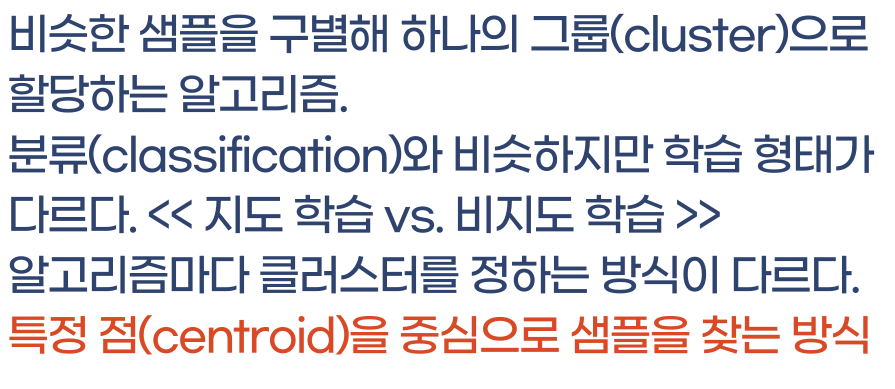 비슷한 샘플을 구별해 하나의 그룹(cluster)으로
할당하는 알고리즘.
분류(classification)와 비슷하지만 학습 형태가
다르다. << 지도 학습 vs. 비지도 학습 >>
알고리즘마다 클러스터를 정하는 방식이 다르다.
특정 점(centroid)을 중심으로 샘플을 찾는 방식